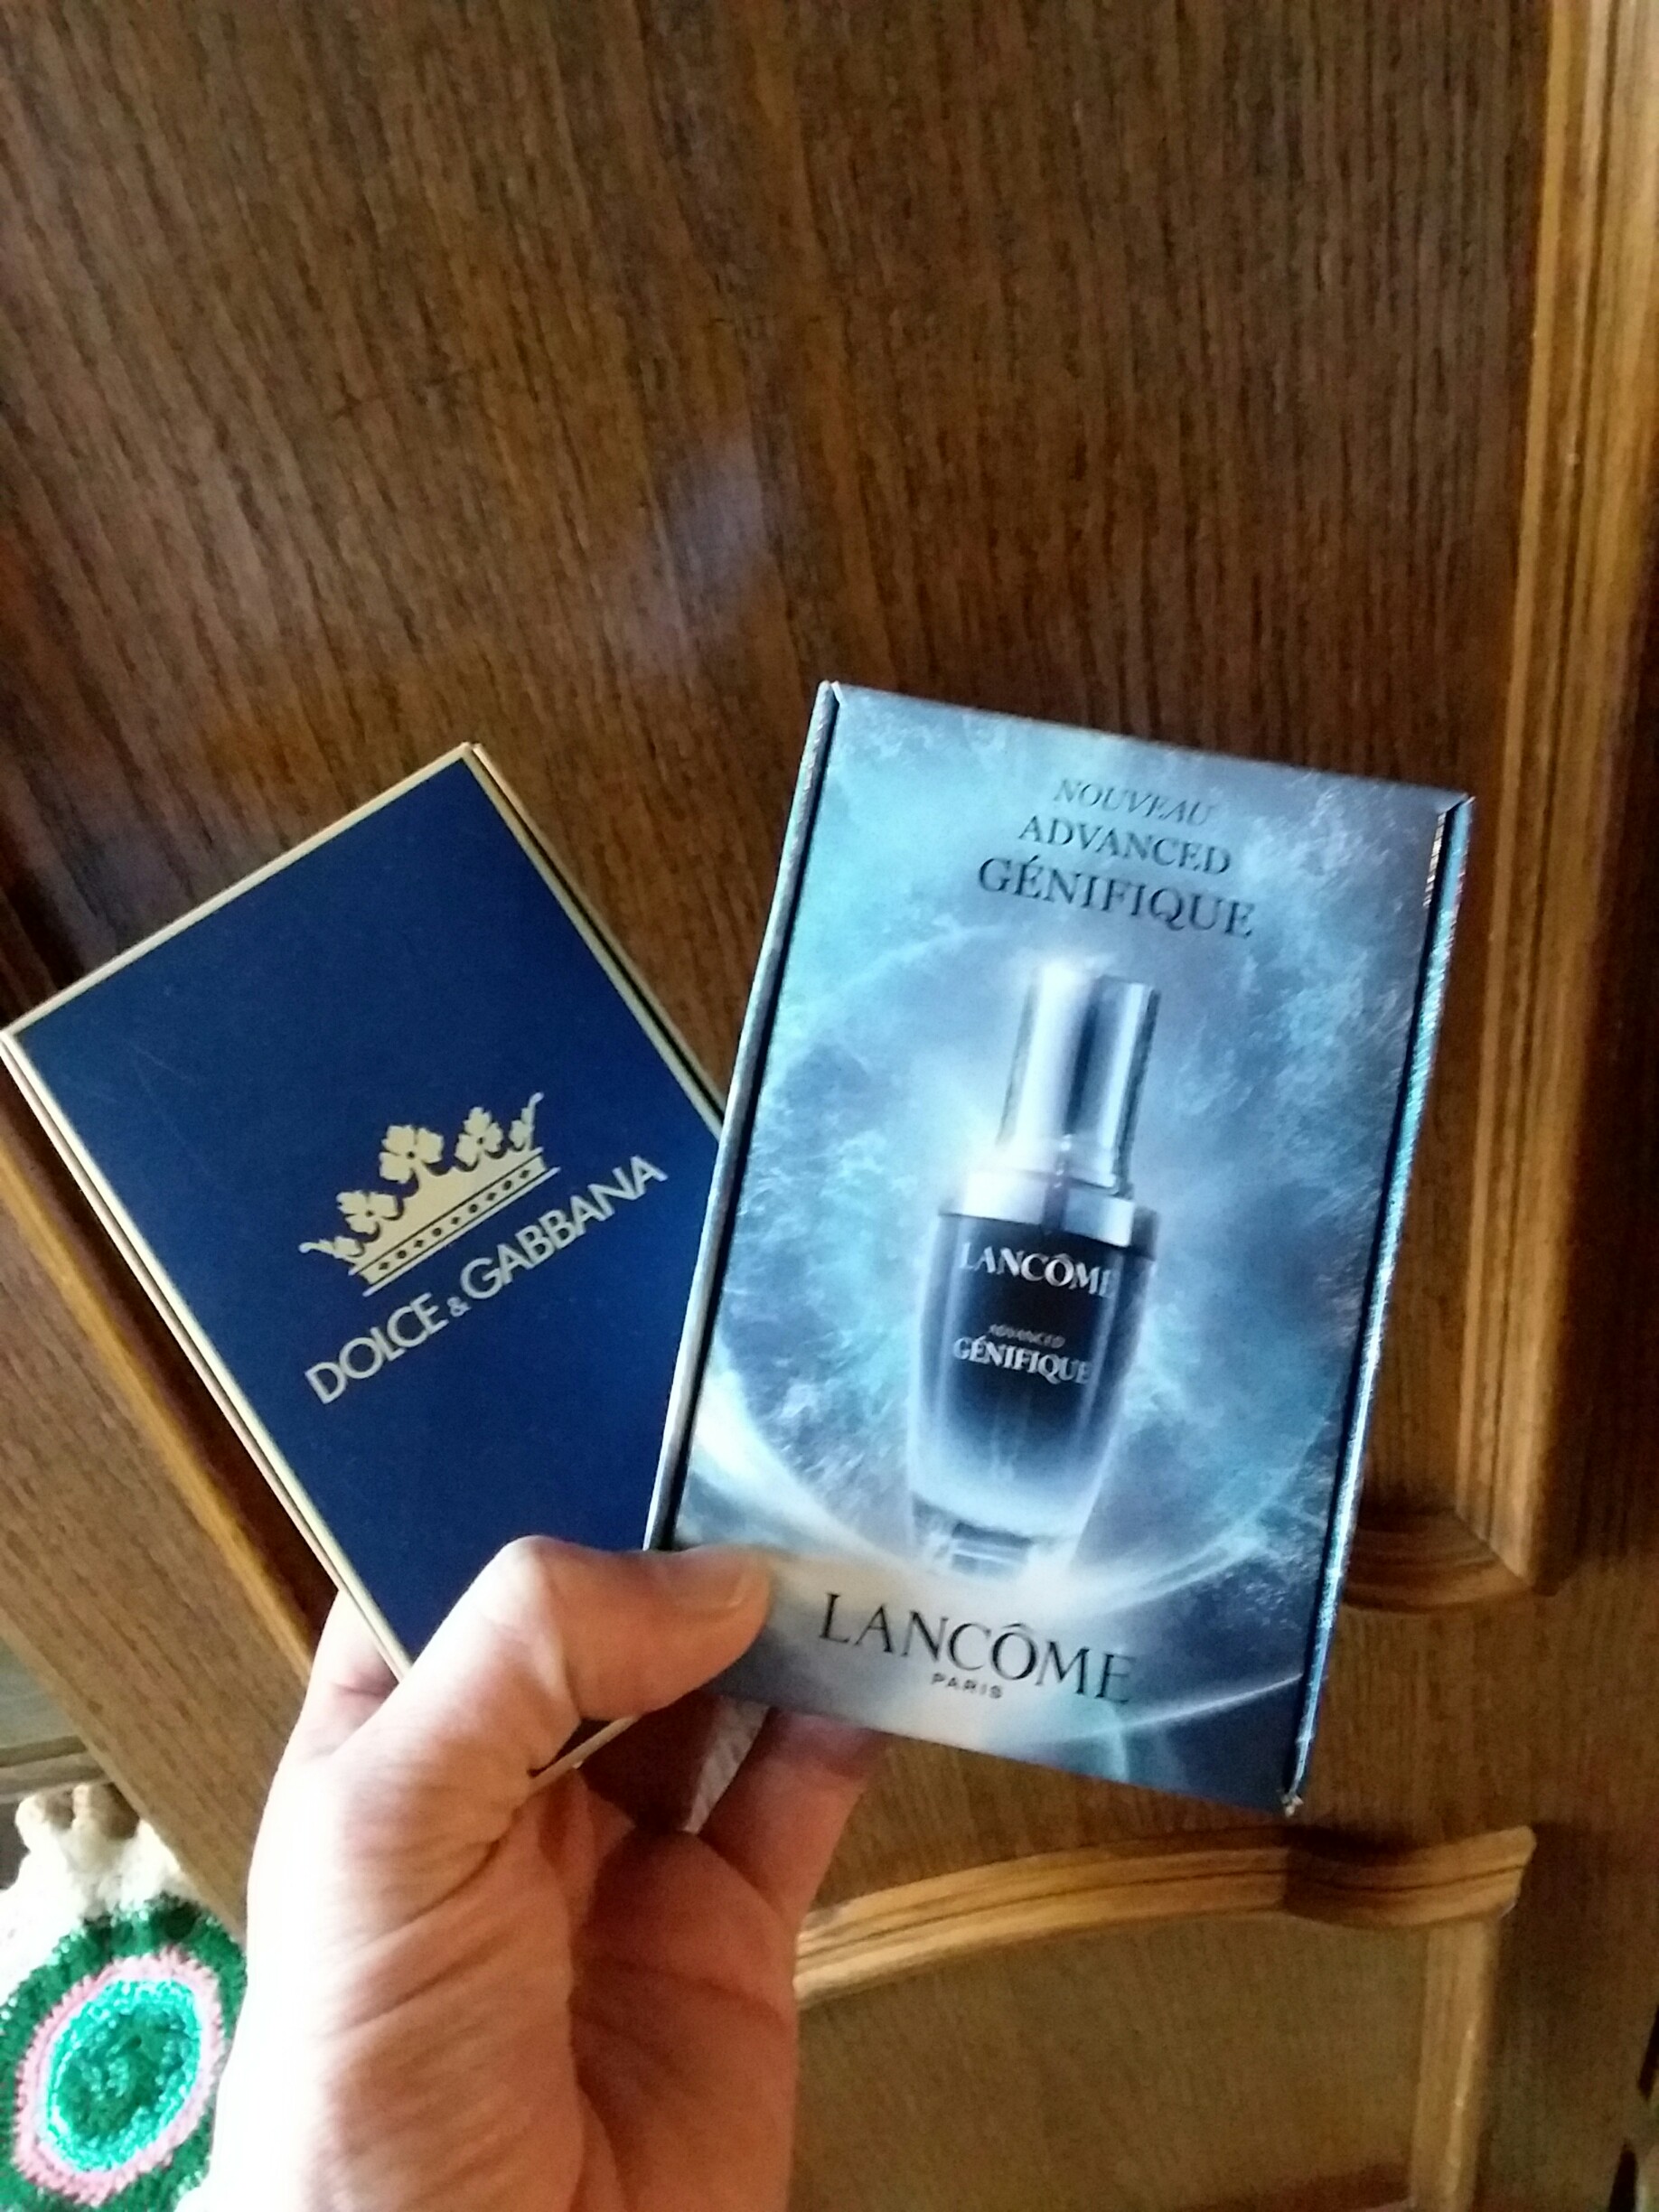 DOLCE & GABBANA
NOUVEAU
ADVANCED
GÉNIFIQUE
LANCÔME
ADVANCED
GÉNIFIQUE
LANCÔME
PARIS